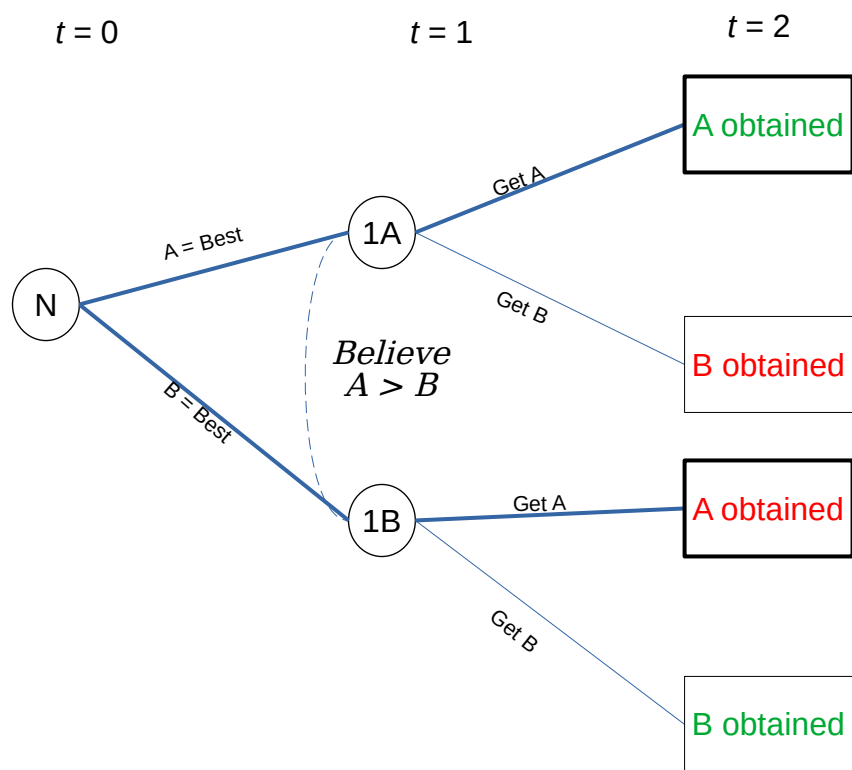 t = 0
t = 1
t = 2
A obtained
Get A
1A
A = Best
N
Get B
Believe
A > B
B obtained
B = Best
1B
Get A
A obtained
Get B
B obtained